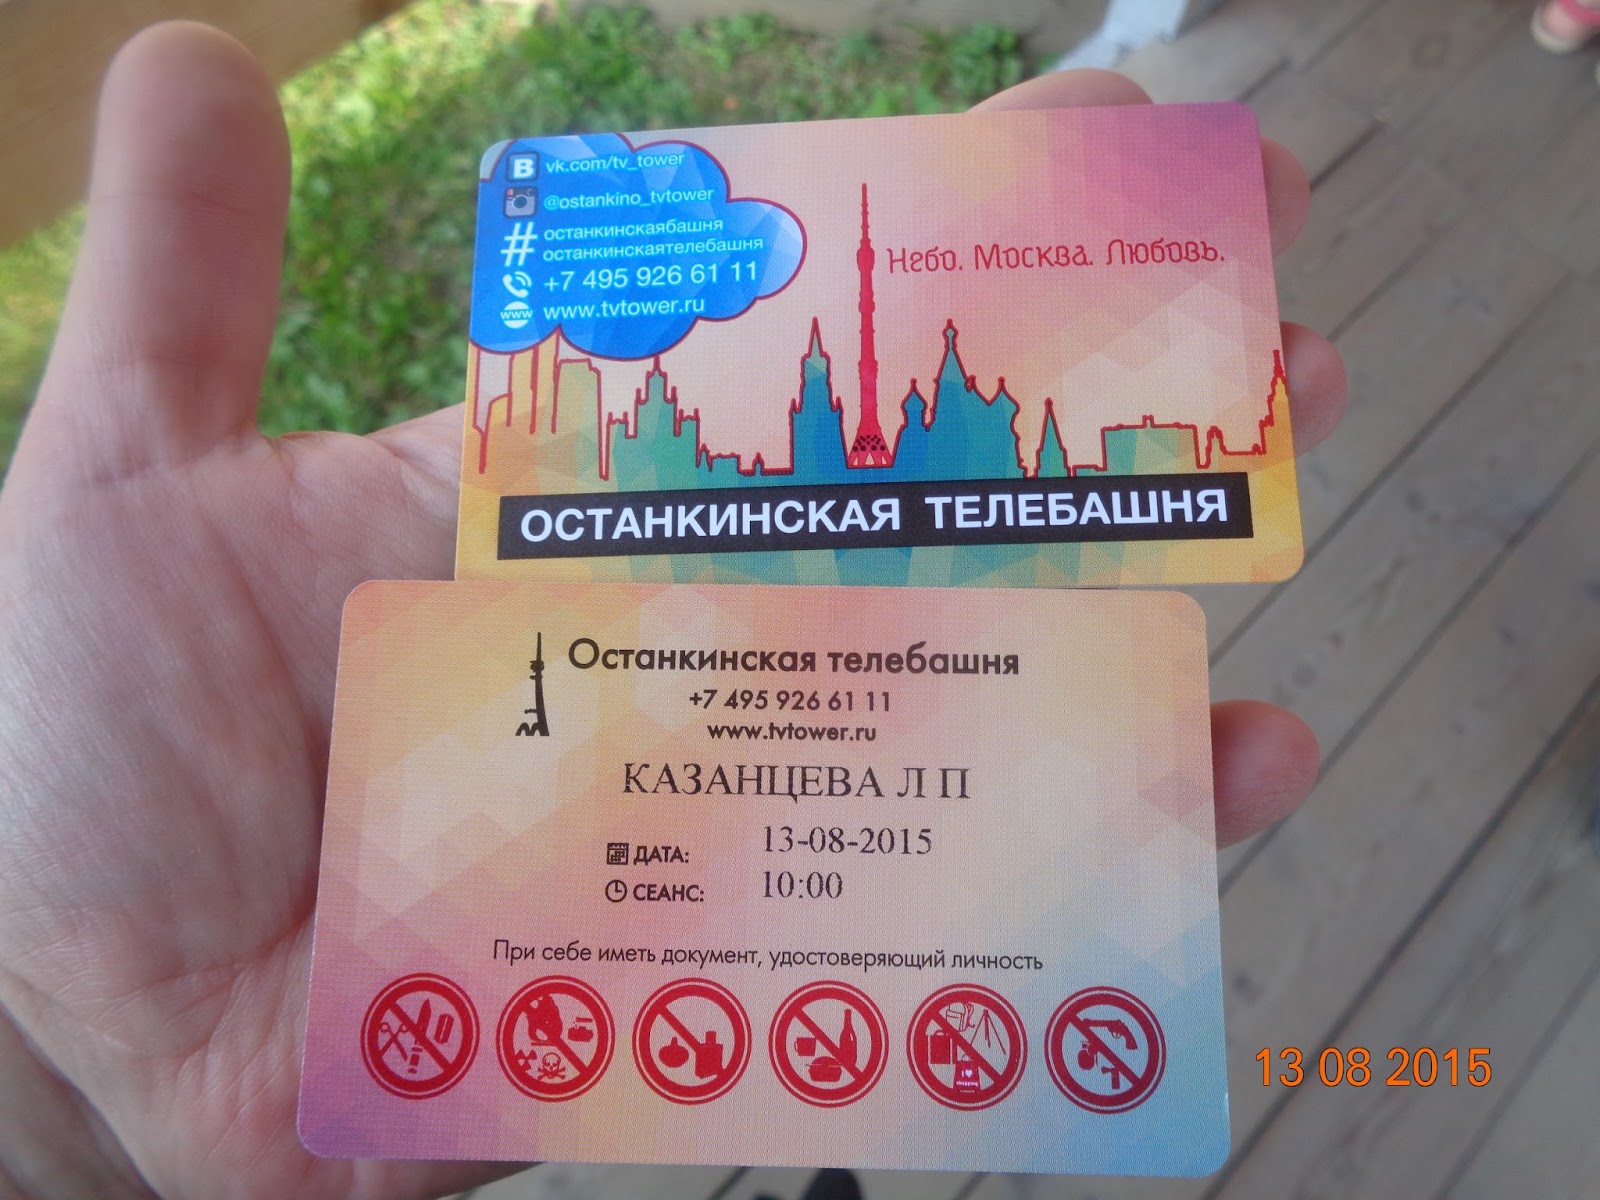 B vk.com/tv_tower
@ostankino_tvtower
# останкинскаябашня
останкинскаятелебашня
+7 495 926 61 11
www www.tvtower.ru
Небо. Москва. Любовь.
ОСТАНКИНСКАЯ ТЕЛЕБАШНЯ
Останкинская телебашня
+7 495 926 61 11
www.tvtower.ru
КАЗАНЦЕВА Л П
ДАТА: 13-08-2015
СЕАНС: 10:00
При себе иметь документ, удостоверяющий личность
I ♥
shopping
13 08 2015